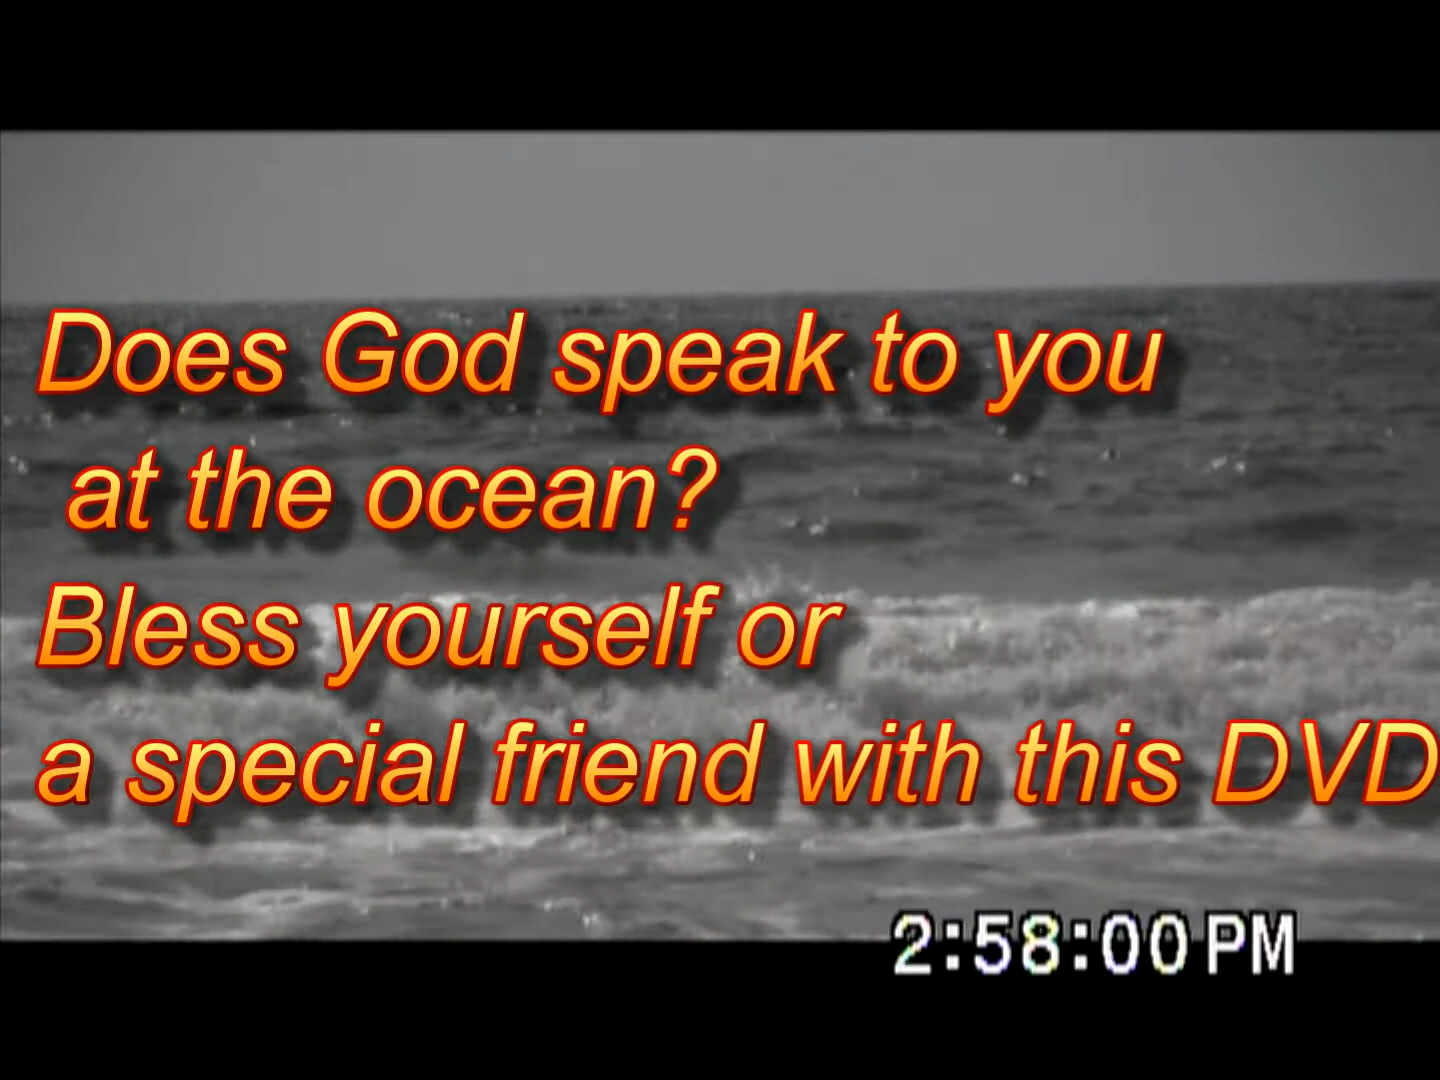 Does God speak to you
at the ocean?
Bless yourself or
a special friend with this DVD
2:58:00 PM